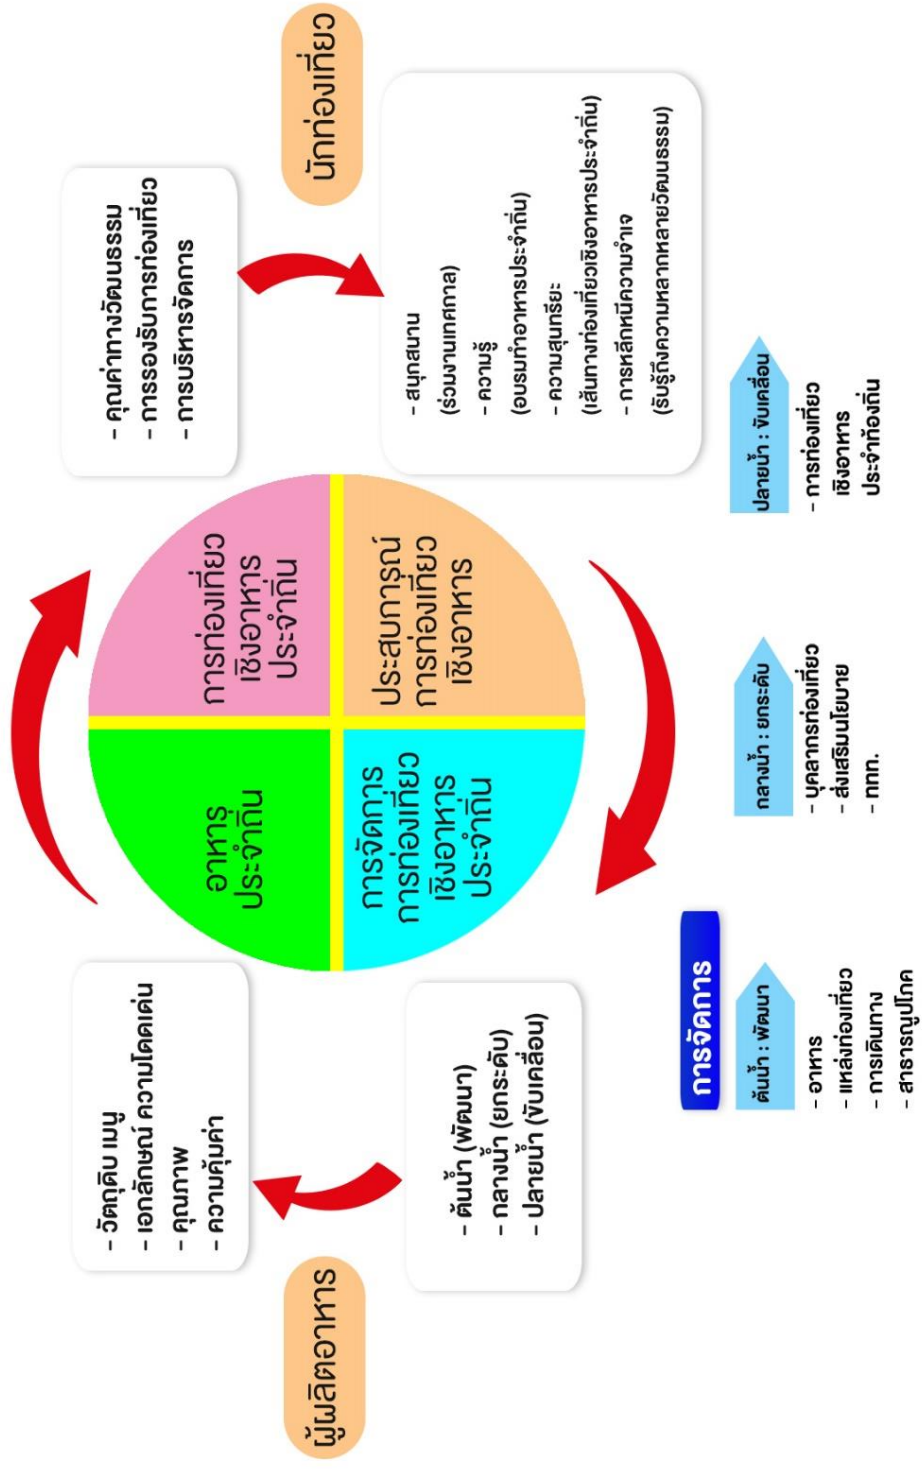 ผู้ผลิตอาหาร
- วัตถุดิบ เมนู
- เอกลักษณ์ ความโดดเด่น
- คุณภาพ
- ความคุ้มค่า
- ต้นน้ำ (พัฒนา)
- กลางน้ำ (ยกระดับ)
- ปลายน้ำ (ขับเคลื่อน)
อาหาร
ประจำถิ่น
การท่องเที่ยว
เชิงอาหาร
ประจำถิ่น
การจัดการ
การท่องเที่ยว
เชิงอาหาร
ประจำถิ่น
ประสบการณ์
การท่องเที่ยว
เชิงอาหาร
- คุณค่าทางวัฒนธรรม
- การรองรับการท่องเที่ยว
- การบริหารจัดการ
นักท่องเที่ยว
- สนุกสนาน
(ร่วมงานเทศกาล)
- ความรู้
(อบรมทำอาหารประจำถิ่น)
- ความสุนทรียะ
(เส้นทางท่องเที่ยวเชิงอาหารประจำถิ่น)
- การหลีกหนีความจำเจ
(รับรู้ถึงความหลากหลายวัฒนธรรม)
การจัดการ
ต้นน้ำ : พัฒนา
- อาหาร
- แหล่งท่องเที่ยว
- การเดินทาง
- สาธารณูปโภค
กลางน้ำ : ยกระดับ
- บุคลากรท่องเที่ยว
- ส่งเสริมนโยบาย
- ททท.
ปลายน้ำ : ขับเคลื่อน
- การท่องเที่ยว
เชิงอาหาร
ประจำท้องถิ่น